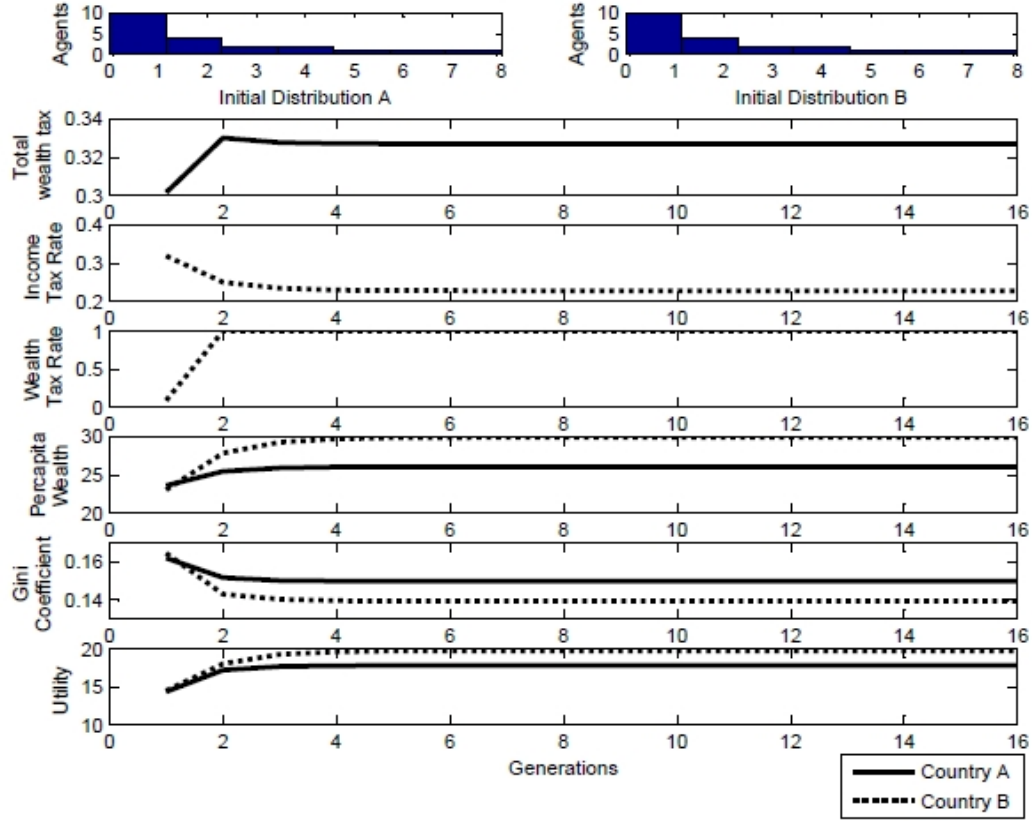 Agents
10
5
0
0 1 2 3 4 5 6 7 8
Initial Distribution A
Agents
10
5
0
0 1 2 3 4 5 6 7 8
Initial Distribution B
Total
wealth tax
0.34
0.32
0.3
0 2 4 6 8 10 12 14 16
Income
Tax Rate
0.4
0.3
0.2
0 2 4 6 8 10 12 14 16
Wealth
Tax Rate
1
0.5
0
0 2 4 6 8 10 12 14 16
Percapita
Wealth
30
25
20
0 2 4 6 8 10 12 14 16
Gini
Coefficient
0.16
0.14
0 2 4 6 8 10 12 14 16
Utility
20
15
10
0 2 4 6 8 10 12 14 16
Generations
Country A
Country B